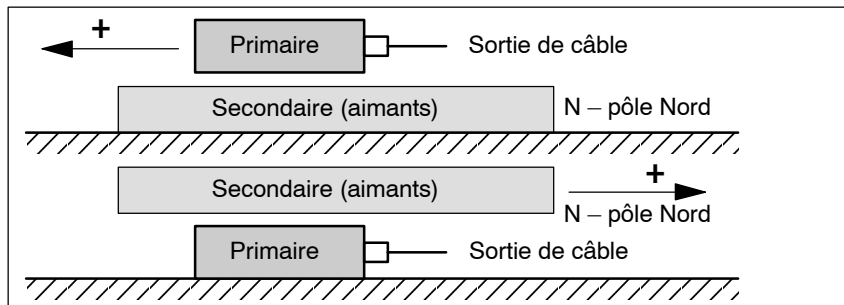 +
Primaire
Sortie de câble
Secondaire (aimants)
N – pôle Nord
Secondaire (aimants)
+
N – pôle Nord
Primaire
Sortie de câble